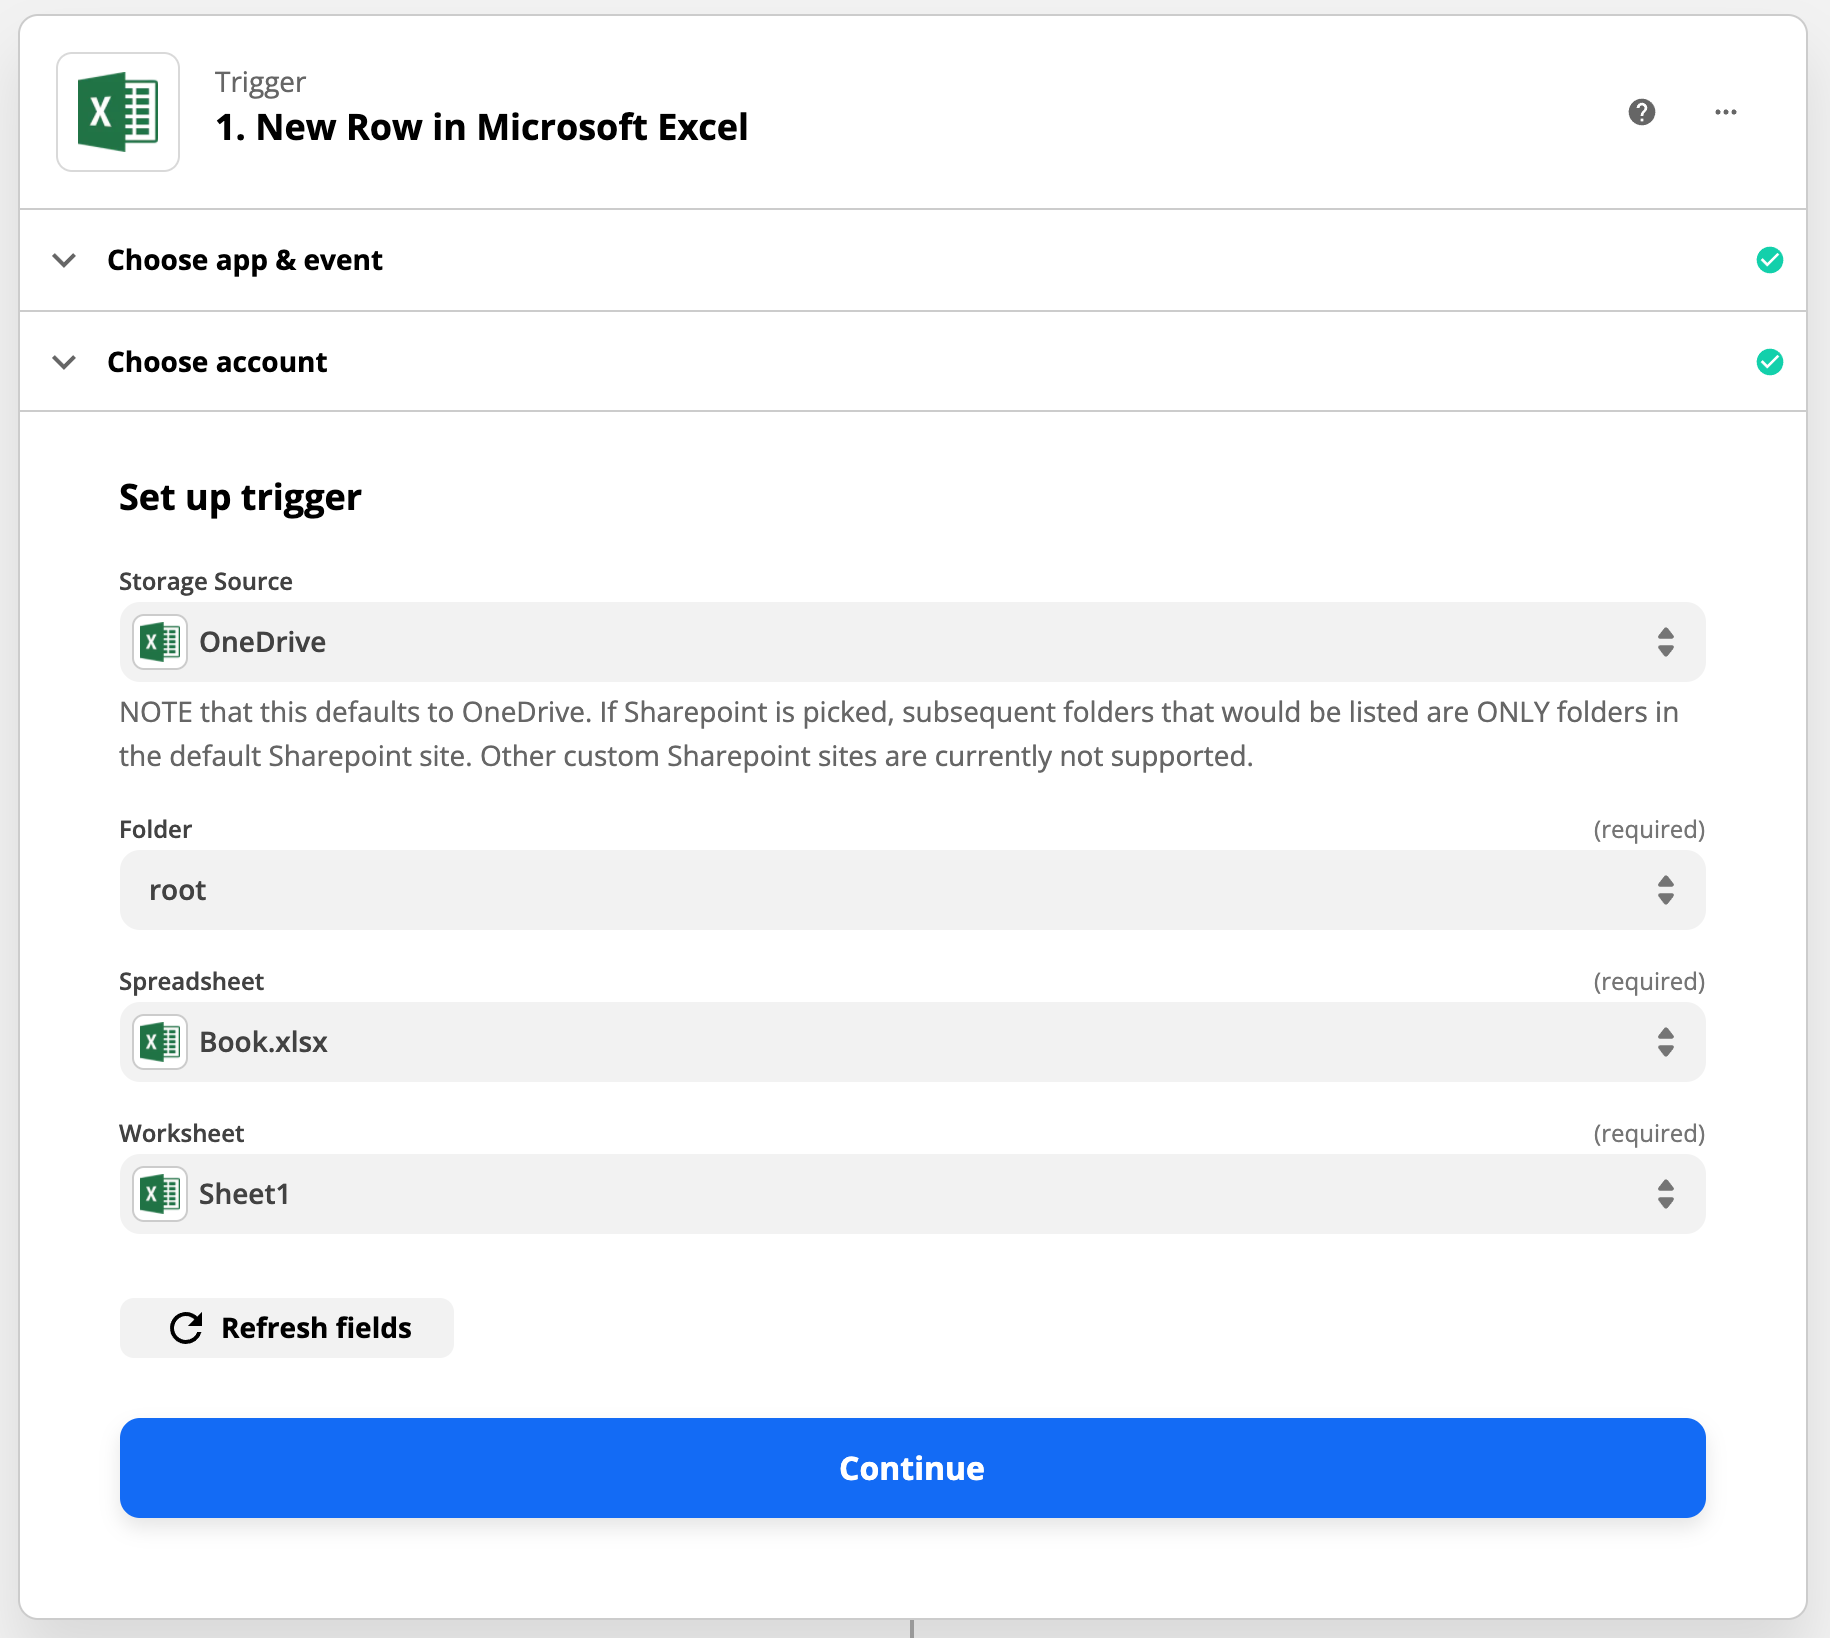 Trigger
1. New Row in Microsoft Excel
Choose app & event
Choose account
Set up trigger
Storage Source
OneDrive
NOTE that this defaults to OneDrive. If Sharepoint is picked, subsequent folders that would be listed are ONLY folders in
the default Sharepoint site. Other custom Sharepoint sites are currently not supported.
Folder (required)
root
Spreadsheet (required)
Book.xlsx
Worksheet (required)
Sheet1
Refresh fields
Continue